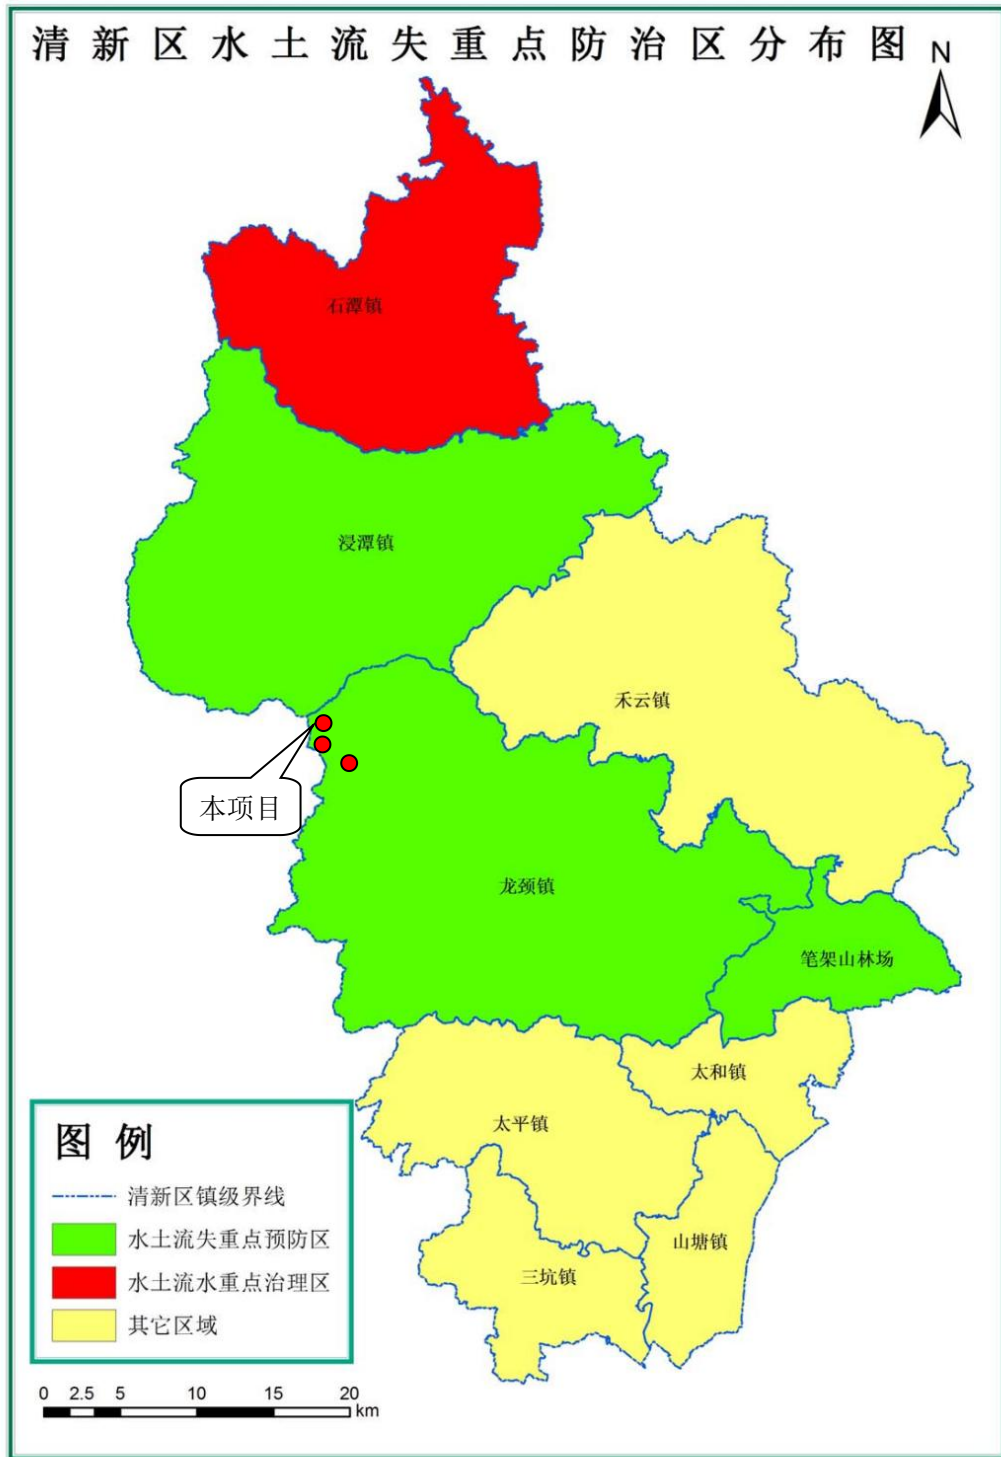 清新区水土流失重点防治区分布图
N
石潭镇
浸潭镇
禾云镇
本项目
龙颈镇
笔架山林场
太和镇
太平镇
山塘镇
三坑镇
图例
清新区镇级界线
水土流失重点预防区
水土流水重点治理区
其它区域
0 2.5 5 10 15 20
km